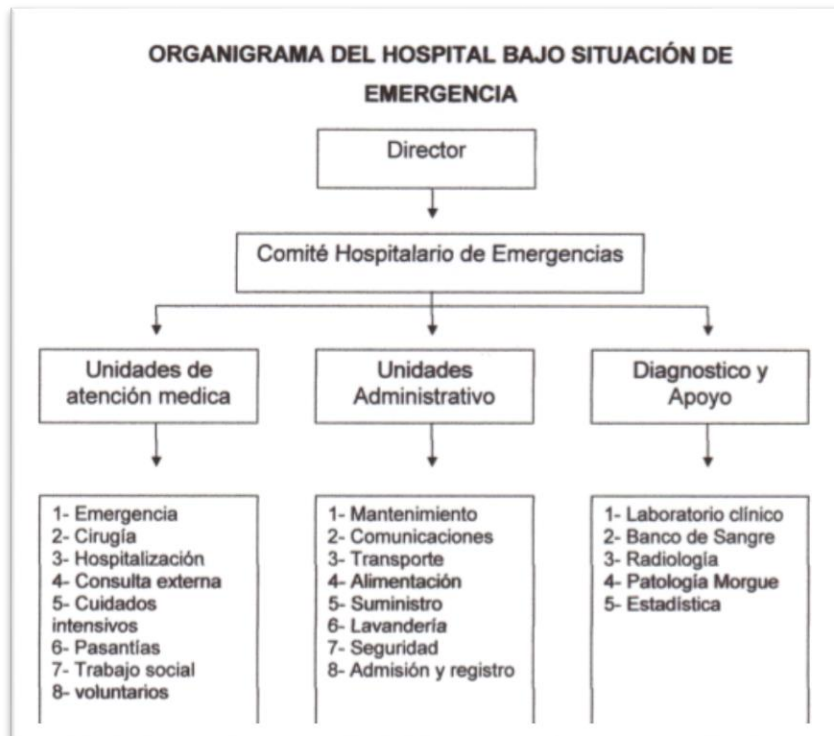 ORGANIGRAMA DEL HOSPITAL BAJO SITUACIÓN DE
EMERGENCIA
Director
Comité Hospitalario de Emergencias
Unidades de
atención medica
Unidades
Administrativo
Diagnostico y
Apoyo
1- Emergencia
2- Cirugía
3- Hospitalización
4- Consulta externa
5- Cuidados
intensivos
6- Pasantías
7- Trabajo social
8- voluntarios
1- Mantenimiento
2- Comunicaciones
3- Transporte
4- Alimentación
5- Suministro
6- Lavandería
7- Seguridad
8- Admisión y registro
1- Laboratorio clínico
2- Banco de Sangre
3- Radiología
4- Patología Morgue
5- Estadística